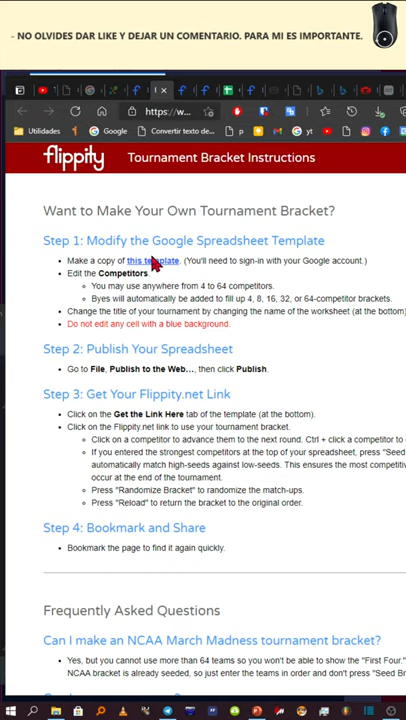 - NO OLVIDES DAR LIKE Y DEJAR UN COMENTARIO. PARA MI ES IMPORTANTE.
https://w...
Utilidades
Google
Convertir texto de...
p
G yt
flippity
Tournament Bracket Instructions
Want to Make Your Own Tournament Bracket?
Step 1: Modify the Google Spreadsheet Template
• Make a copy of this template. (You'll need to sign-in with your Google account.)
• Edit the Competitors.
You may use anywhere from 4 to 64 competitors.
Byes will automatically be added to fill up 4, 8, 16, 32, or 64-competitor brackets.
• Change the title of your tournament by changing the name of the worksheet (at the bottom)
• Do not edit any cell with a blue background.
Step 2: Publish Your Spreadsheet
• Go to File, Publish to the Web..., then click Publish.
Step 3: Get Your Flippity.net Link
• Click on the Get the Link Here tab of the template (at the bottom).
• Click on the Flippity.net link to use your tournament bracket.
Click on a competitor to advance them to the next round. Ctrl + click a competitor to
If you entered the strongest competitors at the top of your spreadsheet, press "Seed
automatically match high-seeds against low-seeds. This ensures the most competitiv
occur at the end of the tournament.
Press "Randomize Bracket" to randomize the match-ups.
Press "Reload" to return the bracket to the original order.
Step 4: Bookmark and Share
• Bookmark the page to find it again quickly.
Frequently Asked Questions
Can I make an NCAA March Madness tournament bracket?
• Yes, but you cannot use more than 64 teams so you won't be able to show the "First Four."
NCAA bracket is already seeded, so just enter the teams in order and don't press "Seed B